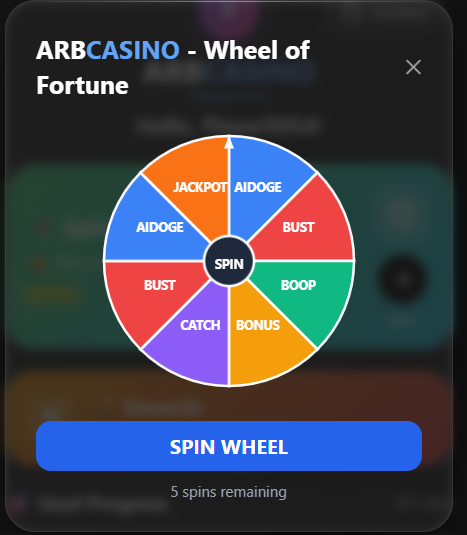 ARBCASINO - Wheel of
Fortune
JACKPOT
AIDOGE
AIDOGE
BUST
SPIN
BUST
BOOP
CATCH
BONUS
SPIN WHEEL
5 spins remaining